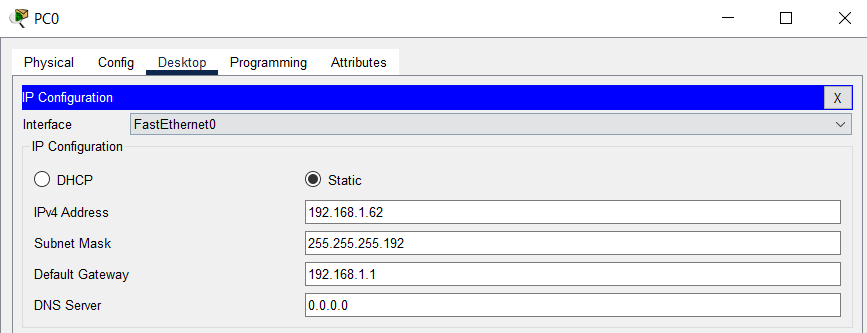 PC0
Physical Config Desktop Programming Attributes
IP Configuration X
Interface FastEthernet0
IP Configuration
DHCP Static
IPv4 Address 192.168.1.62
Subnet Mask 255.255.255.192
Default Gateway 192.168.1.1
DNS Server 0.0.0.0